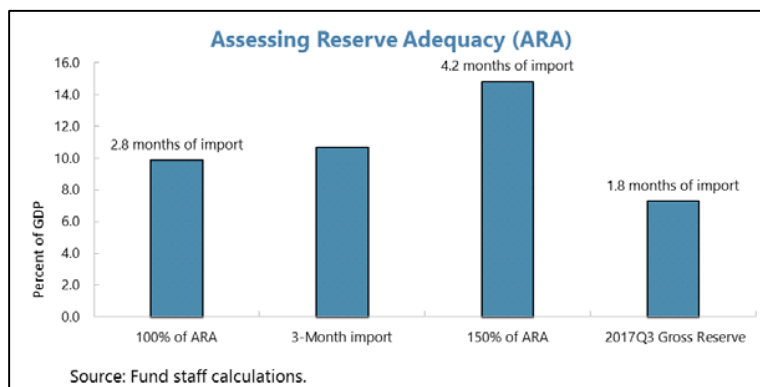 Assessing Reserve Adequacy (ARA)
16.0
14.0
12.0
10.0
8.0
6.0
4.0
2.0
0.0
Percent of GDP
2.8 months of import
4.2 months of import
1.8 months of import
100% of ARA
3-Month import
150% of ARA
2017Q3 Gross Reserve
Source: Fund staff calculations.